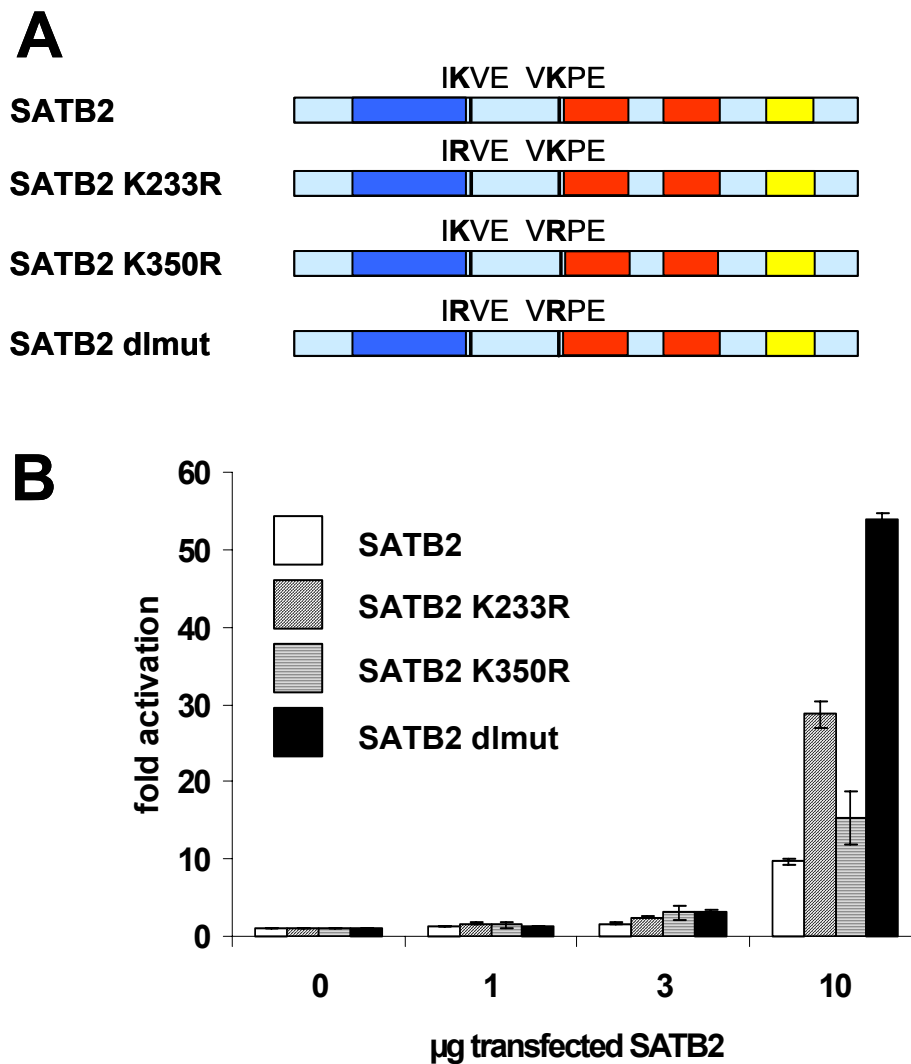 A
IKVE VKPE
SATB2
IRVE VKPE
SATB2 K233R
IKVE VRPE
SATB2 K350R
IRVE VRPE
SATB2 dlmut
B
60
50
40
30
20
10
0
fold activation
SATB2
SATB2 K233R
SATB2 K350R
SATB2 dlmut
0 1 3 10
µg transfected SATB2